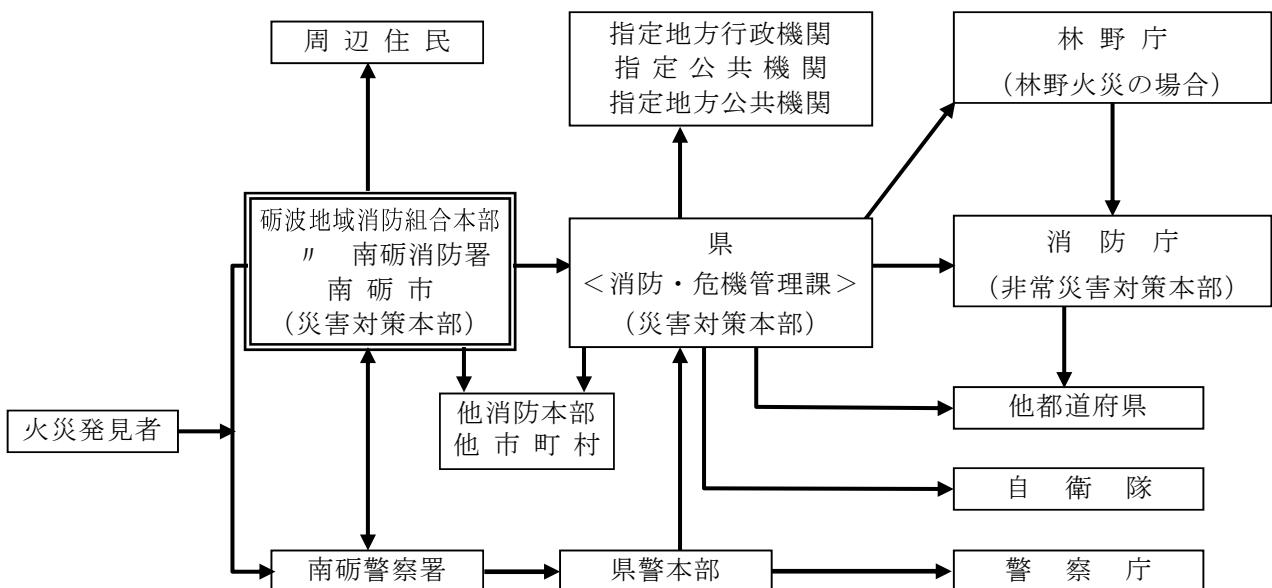 周辺住民
指定地方行政機関
指定公共機関
指定地方公共機関
林野庁
（林野火災の場合）
砺波地域消防組合本部
〃　南砺消防署
南砺市
（災害対策本部）
県
＜消防・危機管理課＞
（災害対策本部）
消防庁
（非常災害対策本部）
他消防本部
他市町村
他都道府県
火災発見者
自衛隊
南砺警察署
県警本部
警察庁